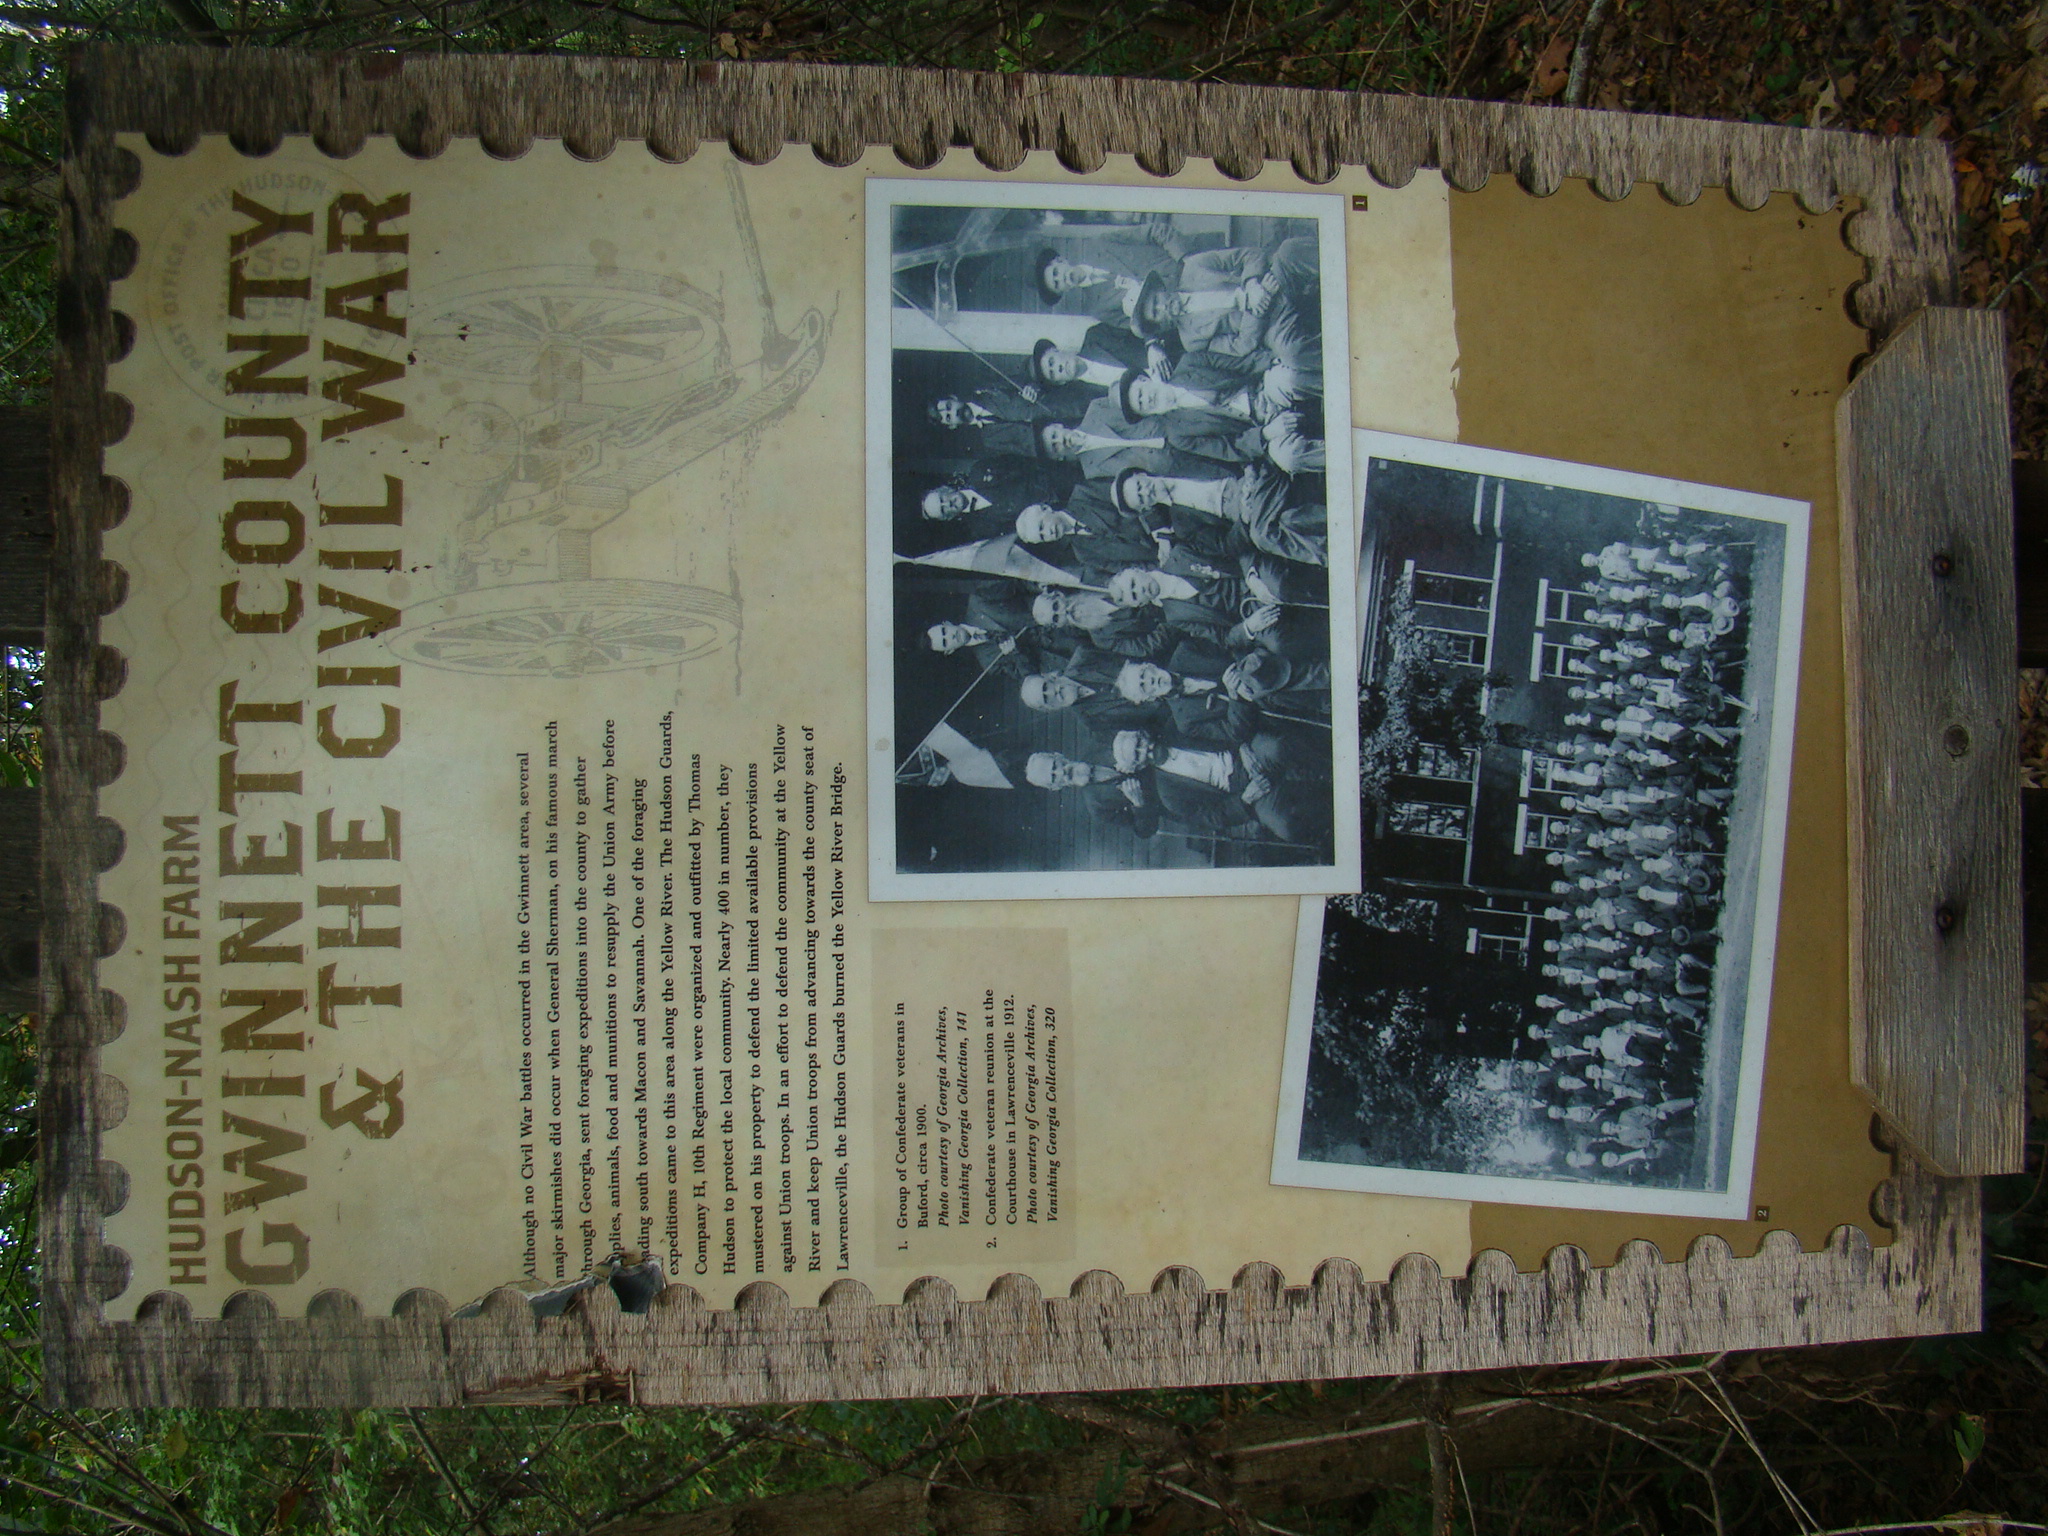 HUDSON-NASH FARM
GWINNETT COUNTY
& THE CIVIL WAR
Although no Civil War battles occurred in the Gwinnett area, several
major skirmishes did occur when General Sherman, on his famous march
through Georgia, sent foraging expeditions into the county to gather
plies, animals, food and munitions to resupply the Union Army before
ading south towards Macon and Savannah. One of the foraging
expeditions came to this area along the Yellow River. The Hudson Guards,
Company H, 10th Regiment were organized and outfitted by Thomas
Hudson to protect the local community. Nearly 400 in number, they
mustered on his property to defend the limited available provisions
against Union troops. In an effort to defend the community at the Yellow
River and keep Union troops from advancing towards the county seat of
Lawrenceville, the Hudson Guards burned the Yellow River Bridge.
1. Group of Confederate veterans in
Buford, circa 1900.
Photo courtesy of Georgia Archives,
Vanishing Georgia Collection, 141
2. Confederate veteran reunion at the
Courthouse in Lawrenceville 1912.
Photo courtesy of Georgia Archives,
Vanishing Georgia Collection, 320
1
2